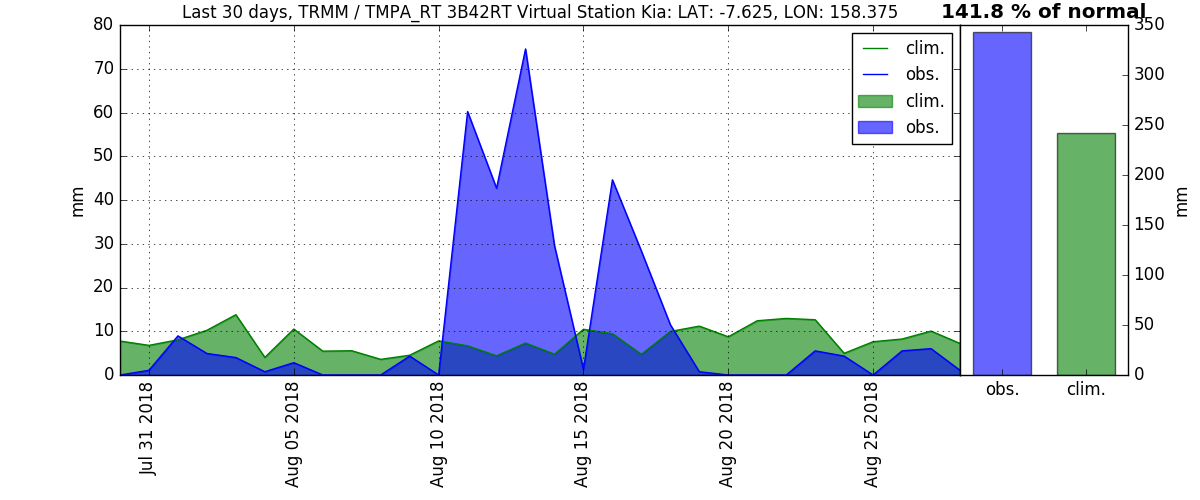 Last 30 days, TRMM / TMPA_RT 3B42RT Virtual Station Kia: LAT: -7.625, LON: 158.375
141.8 % of normal
80
70
60
50
40
30
20
10
0
mm
clim.
obs.
clim.
obs.
Jul 31 2018
Aug 05 2018
Aug 10 2018
Aug 15 2018
Aug 20 2018
Aug 25 2018
350
300
250
200
150
100
50
0
mm
obs.
clim.